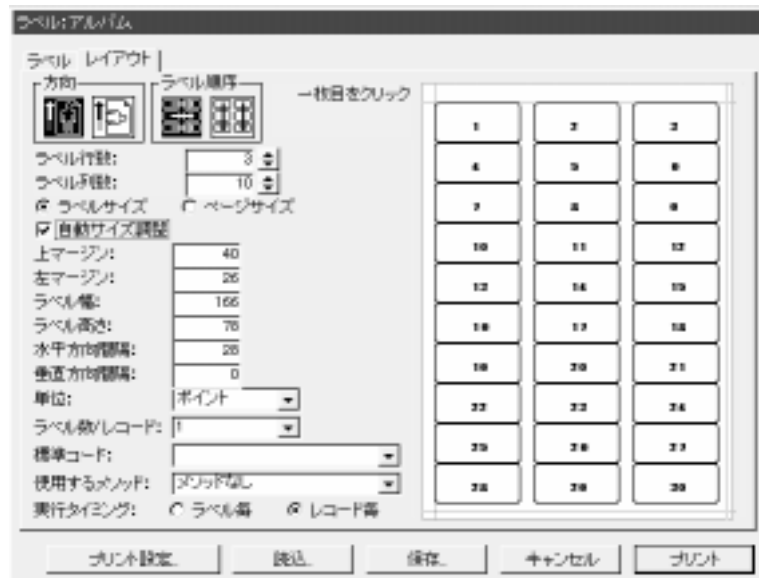 ラベル:アルバム
ラベル レイアウト
方向 ラベル順序 一枚目をクリック
ラベル行数: 3
ラベル列数: 10
ラベルサイズ ページサイズ
自動サイズ調整
上マージン: 40
左マージン: 26
ラベル幅: 166
ラベル高さ: 78
水平方向間隔: 28
垂直方向間隔: 0
単位: ポイント
ラベル数/レコード: 1
標準コード:
使用するメソッド: メソッドなし
実行タイミング: ラベル毎 レコード毎
1 2 3
4 5 6
7 8 9
10 11 12
13 14 15
16 17 18
19 20 21
22 23 24
25 26 27
28 29 30
プリント設定... 読込... 保存... キャンセル プリント